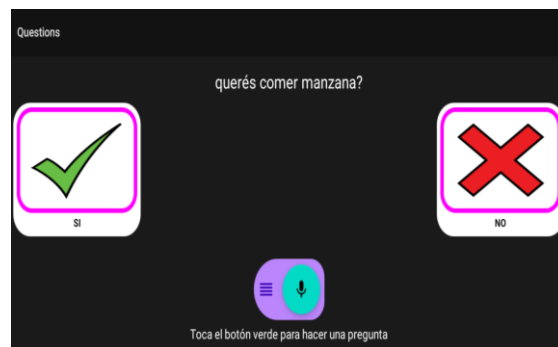 Questions
querés comer manzana?
SI
NO
Toca el botón verde para hacer una pregunta